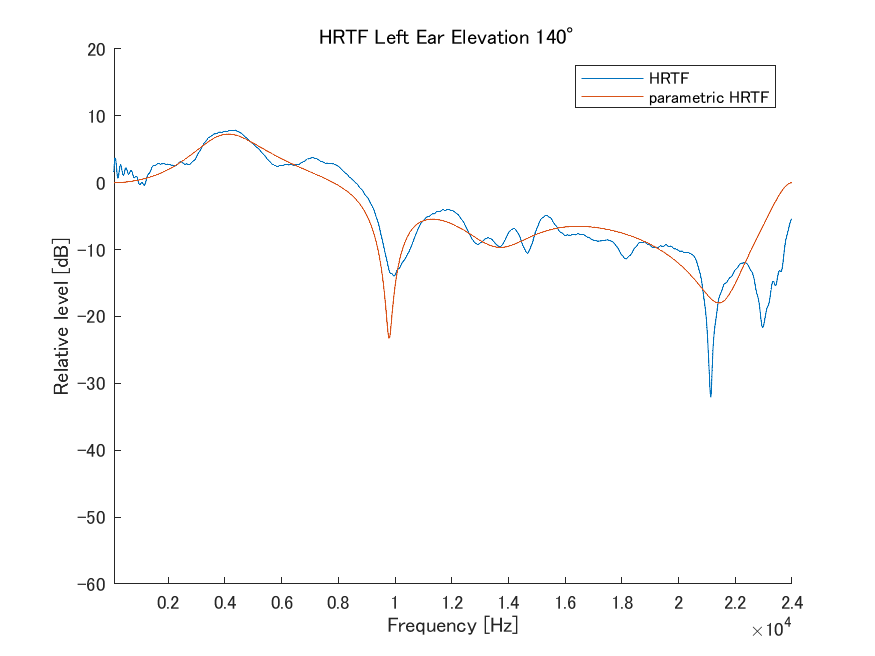 HRTF Left Ear Elevation 140°
HRTF
parametric HRTF
20
10
0
-10
-20
-30
-40
-50
-60
Relative level [dB]
0.2 0.4 0.6 0.8 1 1.2 1.4 1.6 1.8 2 2.2 2.4
Frequency [Hz]
×10⁴